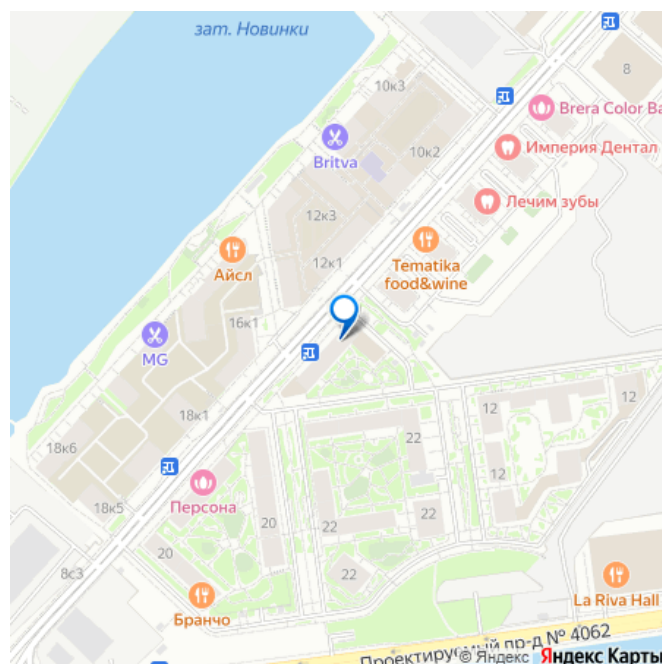 зат. Новинки
8
10к3
Brera Color Ba
10к2
Britva
Империя Дентал
Лечим зубы
12к3
Айсл
12к1
Tematika
food&wine
16к1
MG
18к1
12
12
18к6
22
12
18к5
Персона
20
22
22
20
22
8с3
Бранчо
La Riva Hall
Проектируемый пр-д № 4062
© Яндекс Яндекс Карты